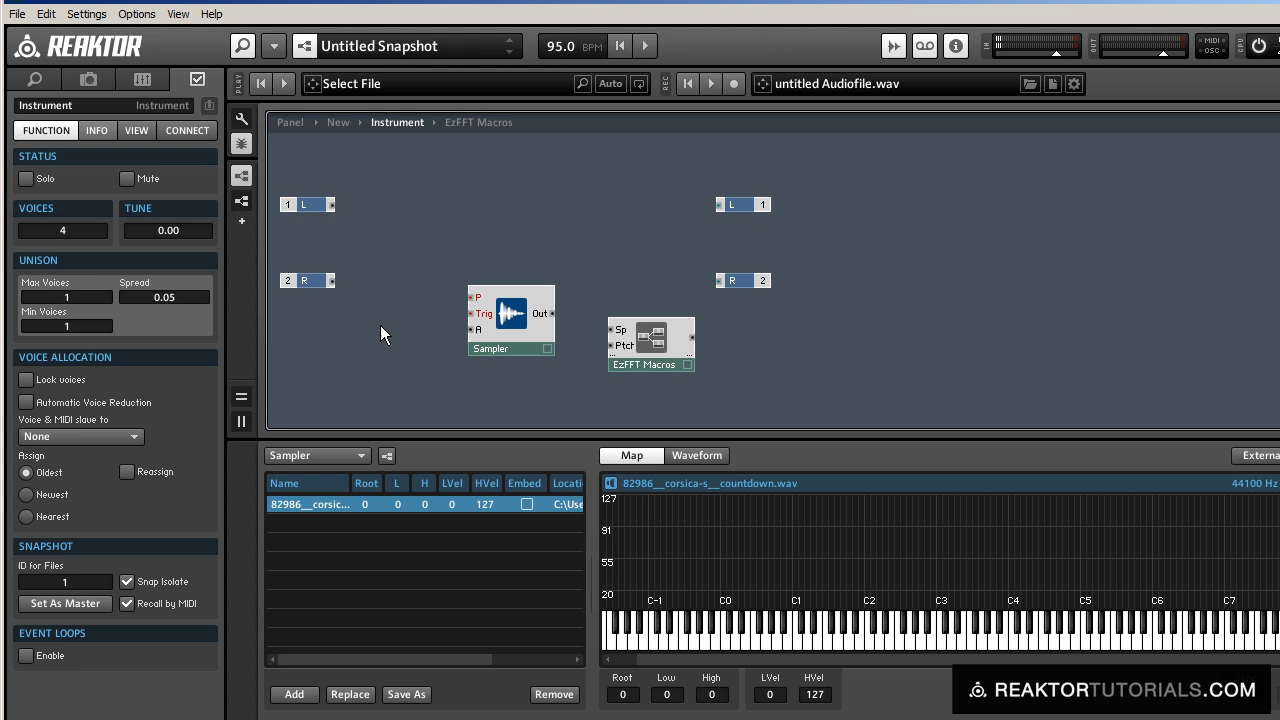 File Edit Settings Options View Help
REAKTOR Untitled Snapshot 95.0 BPM IN OUT MIDI OSC CPU
PLAY Select File Auto REC untitled Audiofile.wav
Instrument Instrument
Panel New Instrument EzFFT Macros
FUNCTION INFO VIEW CONNECT
STATUS
Solo Mute
VOICES TUNE
4 0.00
UNISON
Max Voices Spread
1 0.05
Min Voices
1
VOICE ALLOCATION
Lock voices
Automatic Voice Reduction
Voice & MIDI slave to
None
Assign
Oldest Reassign
Newest
Nearest
SNAPSHOT
ID for Files
1 Snap Isolate
Set As Master Recall by MIDI
EVENT LOOPS
Enable
1 L
L 1
2 R
R 2
P
Trig Out
A
Sampler
Sp
Ptch
... ...
EzFFT Macros
Sampler
Name Root L H LVel HVel Embed Locati
82986__corsic... 0 0 0 0 127 C:\Use
Add Replace Save As Remove
Map Waveform Externa
82986__corsica-s__countdown.wav 44100 Hz
127
91
55
20
C-1 C0 C1 C2 C3 C4 C5 C6 C7
Root Low High LVel HVel
0 0 0 0 127
REAKTORTUTORIALS.COM